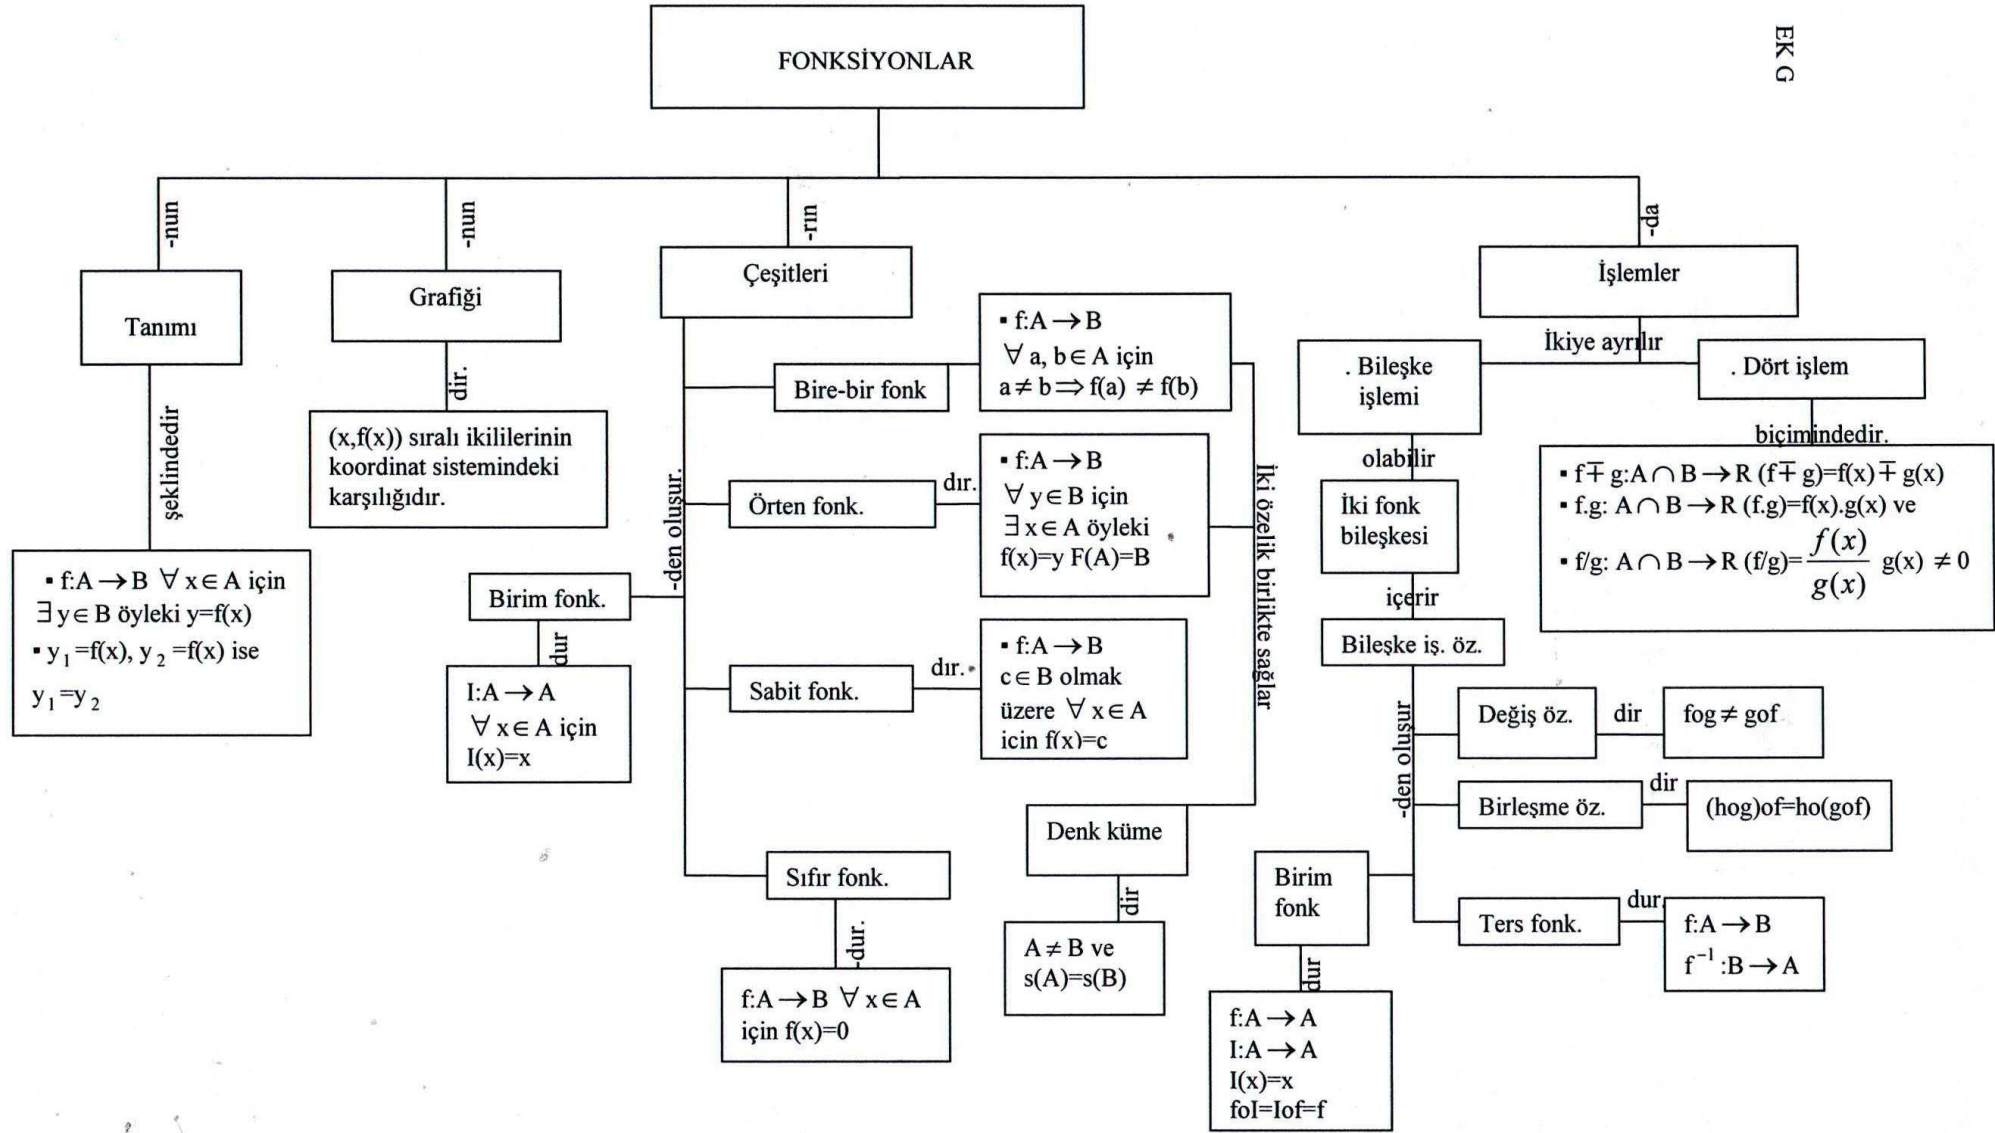 EK G
FONKSİYONLAR
-nun
-nun
-rın
-da
Tanımı
şeklindedir
▪ f:A → B ∀ x ∈ A için
∃ y ∈ B öyleki y=f(x)
▪ y₁ =f(x), y₂ =f(x) ise
y₁=y₂
Grafiği
dir.
(x,f(x)) sıralı ikililerinin
koordinat sistemindeki
karşılığıdır.
Çeşitleri
-den oluşur.
Bire-bir fonk
▪ f:A → B
∀ a, b ∈ A için
a ≠ b ⇒ f(a) ≠ f(b)
Örten fonk.
dır.
▪ f:A → B
∀ y ∈ B için
∃ x ∈ A öyleki
f(x)=y F(A)=B
Birim fonk.
dur
I:A → A
∀ x ∈ A için
I(x)=x
Sabit fonk.
dır.
▪ f:A → B
c ∈ B olmak
üzere ∀ x ∈ A
icin f(x)=c
İki özelik birlikte sağlar
Denk küme
dir
A ≠ B ve
s(A)=s(B)
Sıfır fonk.
-dur.
f:A → B ∀ x ∈ A
için f(x)=0
İşlemler
İkiye ayrılır
. Bileşke
işlemi
olabilir
İki fonk
bileşkesi
içerir
Bileşke iş. öz.
-den oluşur
Değiş öz.
dir
fog ≠ gof
Birleşme öz.
dir
(hog)of=ho(gof)
Birim
fonk
dur
f:A → A
I:A → A
I(x)=x
foI=Iof=f
Ters fonk.
dur.
f:A → B
f⁻¹ :B → A
. Dört işlem
biçimindedir.
▪ f∓ g:A ∩ B → R (f∓ g)=f(x)∓ g(x)
▪ f.g: A ∩ B → R (f.g)=f(x).g(x) ve
▪ f/g: A ∩ B → R (f/g)=f(x)/g(x) g(x) ≠ 0